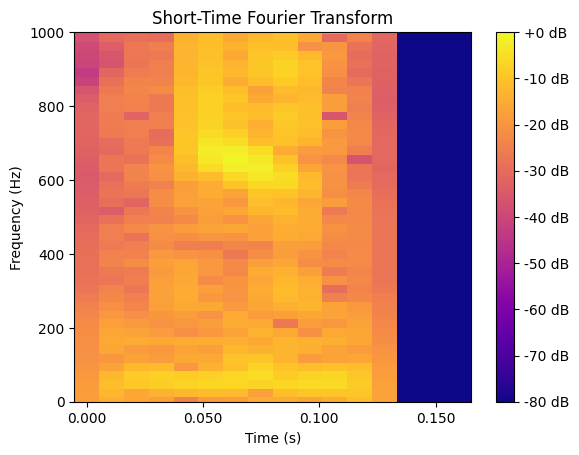 Short-Time Fourier Transform
Frequency (Hz)
1000
800
600
400
200
0
0.000
0.050
0.100
0.150
Time (s)
+0 dB
-10 dB
-20 dB
-30 dB
-40 dB
-50 dB
-60 dB
-70 dB
-80 dB